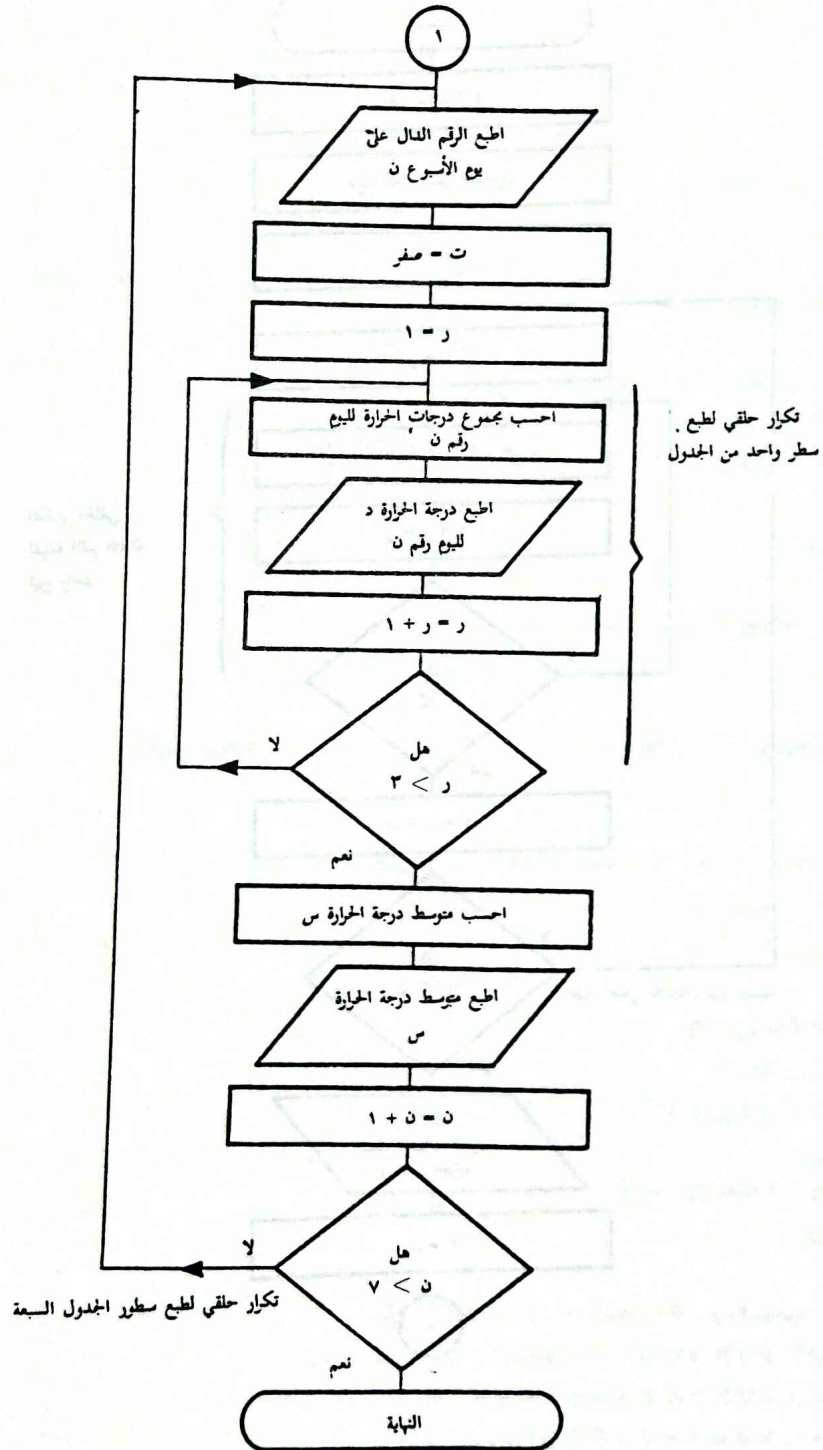 ١
اطبع الرقم الدال على
يوم الأسبوع ن
ت = صفر
ر = ١
احسب مجموع درجات الحرارة لليوم
رقم ن
تكرار حلقي لطبع
سطر واحد من الجدول
اطبع درجة الحرارة د
لليوم رقم ن
ر = ر + ١
هل
ر > ٣
لا
نعم
احسب متوسط درجة الحرارة س
اطبع متوسط درجة الحرارة
س
ن = ن + ١
هل
ن > ٧
لا
تكرار حلقي لطبع سطور الجدول السبعة
نعم
النهاية